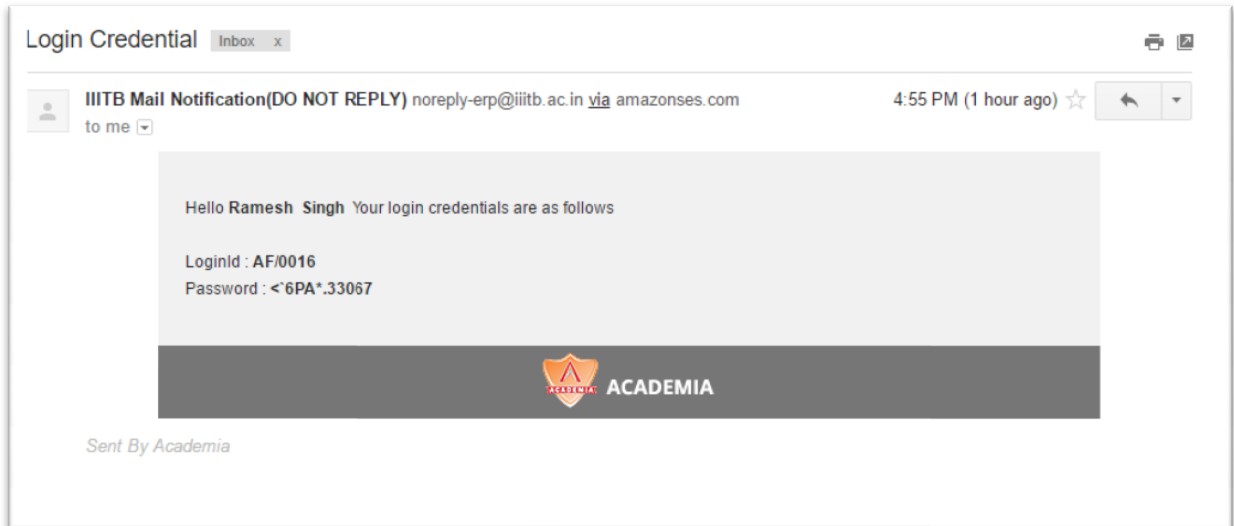 Login Credential Inbox x
IIITB Mail Notification(DO NOT REPLY) noreply-erp@iiitb.ac.in via amazonses.com 4:55 PM (1 hour ago)
to me
Hello Ramesh Singh Your login credentials are as follows
LoginId : AF/0016
Password : <`6PA*.33067
ACADEMIA ACADEMIA
Sent By Academia